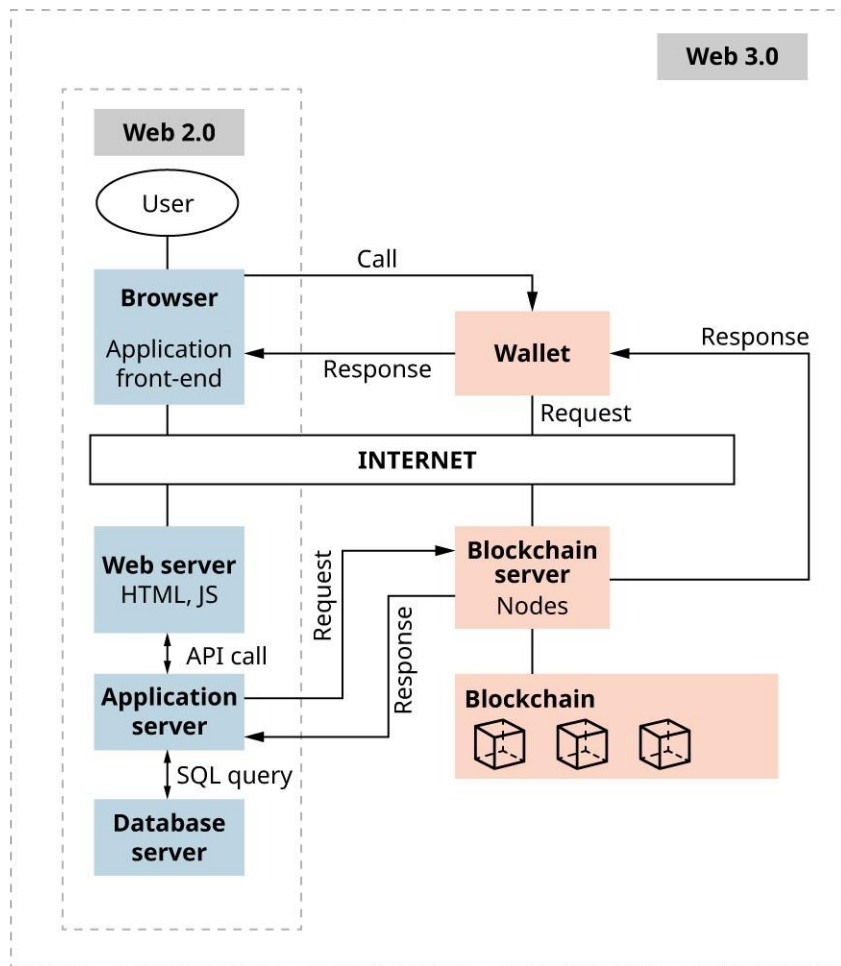 Web 3.0
Web 2.0
User
Call
Browser
Application
front-end
Response
Wallet
Response
Request
INTERNET
Web server
HTML, JS
Request
Blockchain
server
Nodes
Response
API call
Application
server
Blockchain
SQL query
Database
server